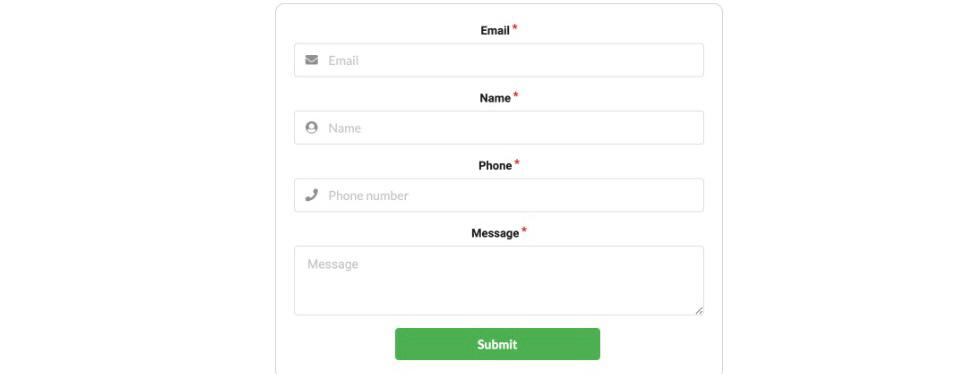 Email *
Email
Name *
Name
Phone *
Phone number
Message *
Message
Submit